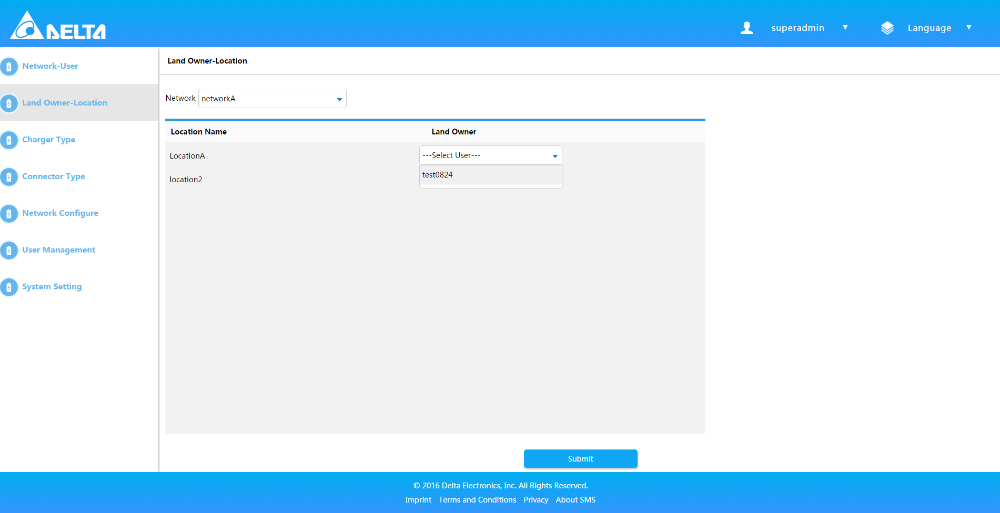 DELTA
superadmin
Language
Network-User
Land Owner-Location
Charger Type
Connector Type
Network Configure
User Management
System Setting
Land Owner-Location
Network networkA
Location Name Land Owner
LocationA ---Select User---
test0824
location2
Submit
© 2016 Delta Electronics, Inc. All Rights Reserved.
Imprint Terms and Conditions Privacy About SMS